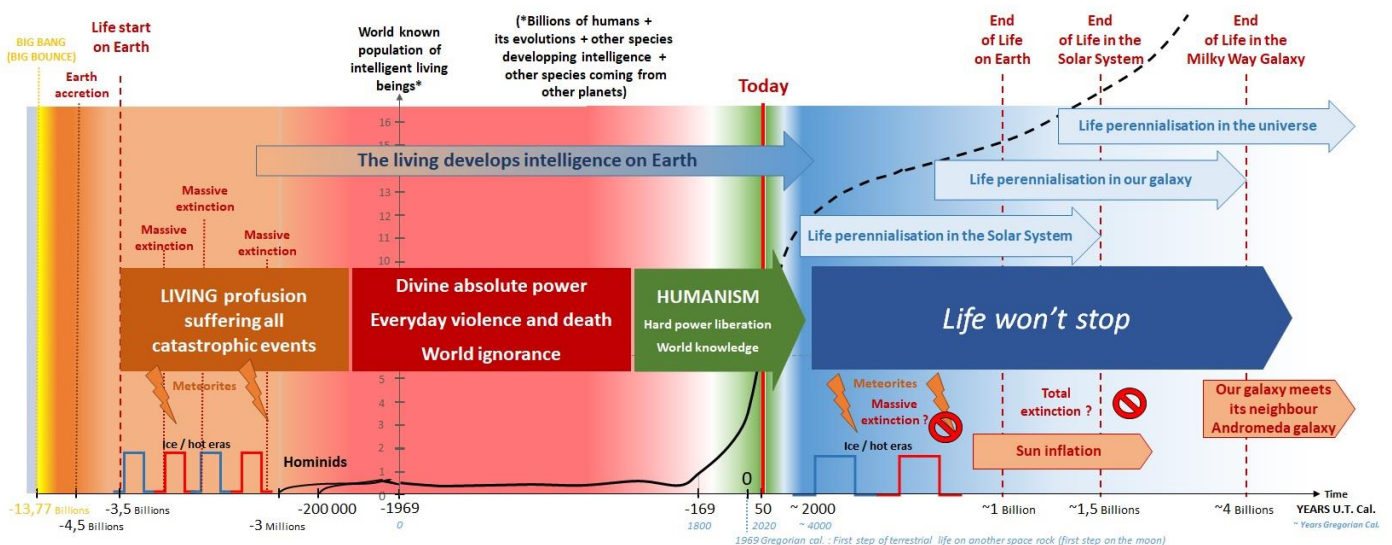 BIG BANG
(BIG BOUNCE)
Life start
on Earth
Earth
accretion
World known
population of
intelligent living
beings*
(*Billions of humans +
its evolutions + other species
developping intelligence +
other species coming from
other planets)
Today
End
of Life
on Earth
End
of Life in the
Solar System
End
of Life in the
Milky Way Galaxy
16
15
14
13
12
11
10
The living develops intelligence on Earth
Life perennialisation in the universe
Life perennialisation in our galaxy
Life perennialisation in the Solar System
Massive
extinction
Massive
extinction
Massive
extinction
LIVING profusion
suffering all
catastrophic events
Divine absolute power
Everyday violence and death
World ignorance
HUMANISM
Hard power liberation
World knowledge
Life won't stop
Meteorites
Ice / hot eras
Hominids
5
4
3
2
1
0
0
Meteorites
Massive
extinction ?
Ice / hot eras
Total
extinction ?
Sun inflation
Our galaxy meets
its neighbour
Andromeda galaxy
-13,77 Billions
-4,5 Billions
-3,5 Billions
-3 Millions
-200000
-1969
0
-169
1800
50
2020
~ 2000
~ 4000
~1 Billion
~1,5 Billions
~4 Billions
Time
YEARS U.T. Cal.
~ Years Gregorian Cal.
1969 Gregorian cal. : First step of terrestrial life on another space rock (first step on the moon)